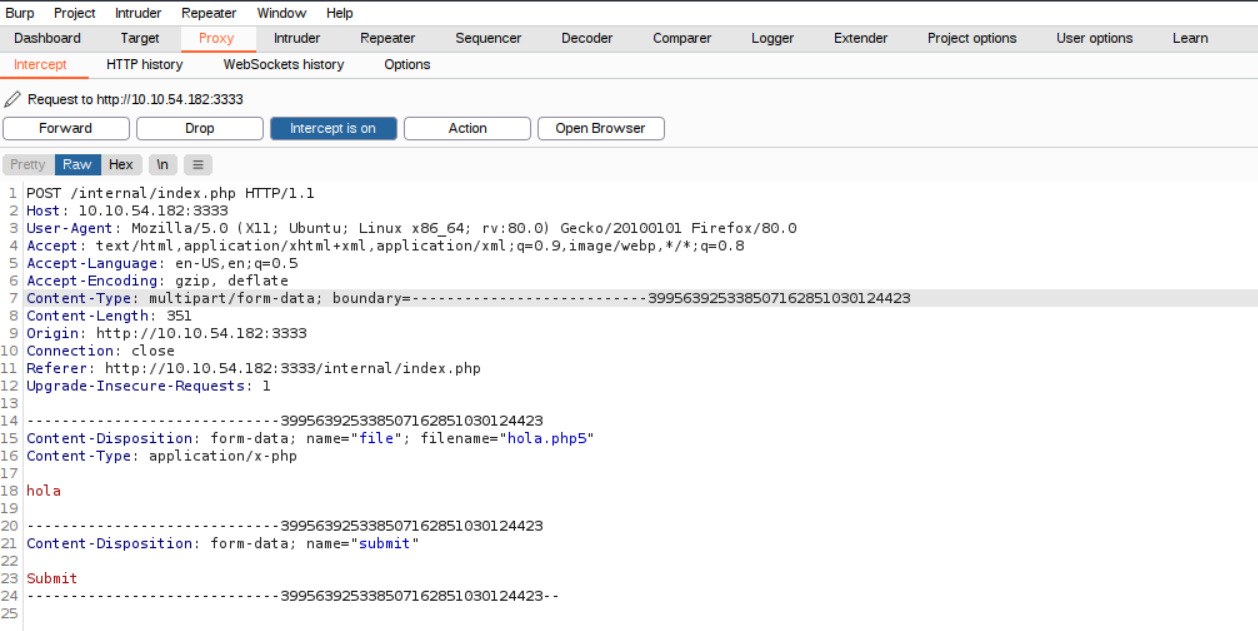 Burp Project Intruder Repeater Window Help
Dashboard Target Proxy Intruder Repeater Sequencer Decoder Comparer Logger Extender Project options User options Learn
Intercept HTTP history WebSockets history Options
Request to http://10.10.54.182:3333
Forward Drop Intercept is on Action Open Browser
Pretty Raw Hex \n ≡
1 POST /internal/index.php HTTP/1.1
2 Host: 10.10.54.182:3333
3 User-Agent: Mozilla/5.0 (X11; Ubuntu; Linux x86_64; rv:80.0) Gecko/20100101 Firefox/80.0
4 Accept: text/html,application/xhtml+xml,application/xml;q=0.9,image/webp,*/*;q=0.8
5 Accept-Language: en-US,en;q=0.5
6 Accept-Encoding: gzip, deflate
7 Content-Type: multipart/form-data; boundary=---------------------------399563925338507162851030124423
8 Content-Length: 351
9 Origin: http://10.10.54.182:3333
10 Connection: close
11 Referer: http://10.10.54.182:3333/internal/index.php
12 Upgrade-Insecure-Requests: 1
13
14 -----------------------------399563925338507162851030124423
15 Content-Disposition: form-data; name="file"; filename="hola.php5"
16 Content-Type: application/x-php
17
18 hola
19
20 -----------------------------399563925338507162851030124423
21 Content-Disposition: form-data; name="submit"
22
23 Submit
24 -----------------------------399563925338507162851030124423--
25